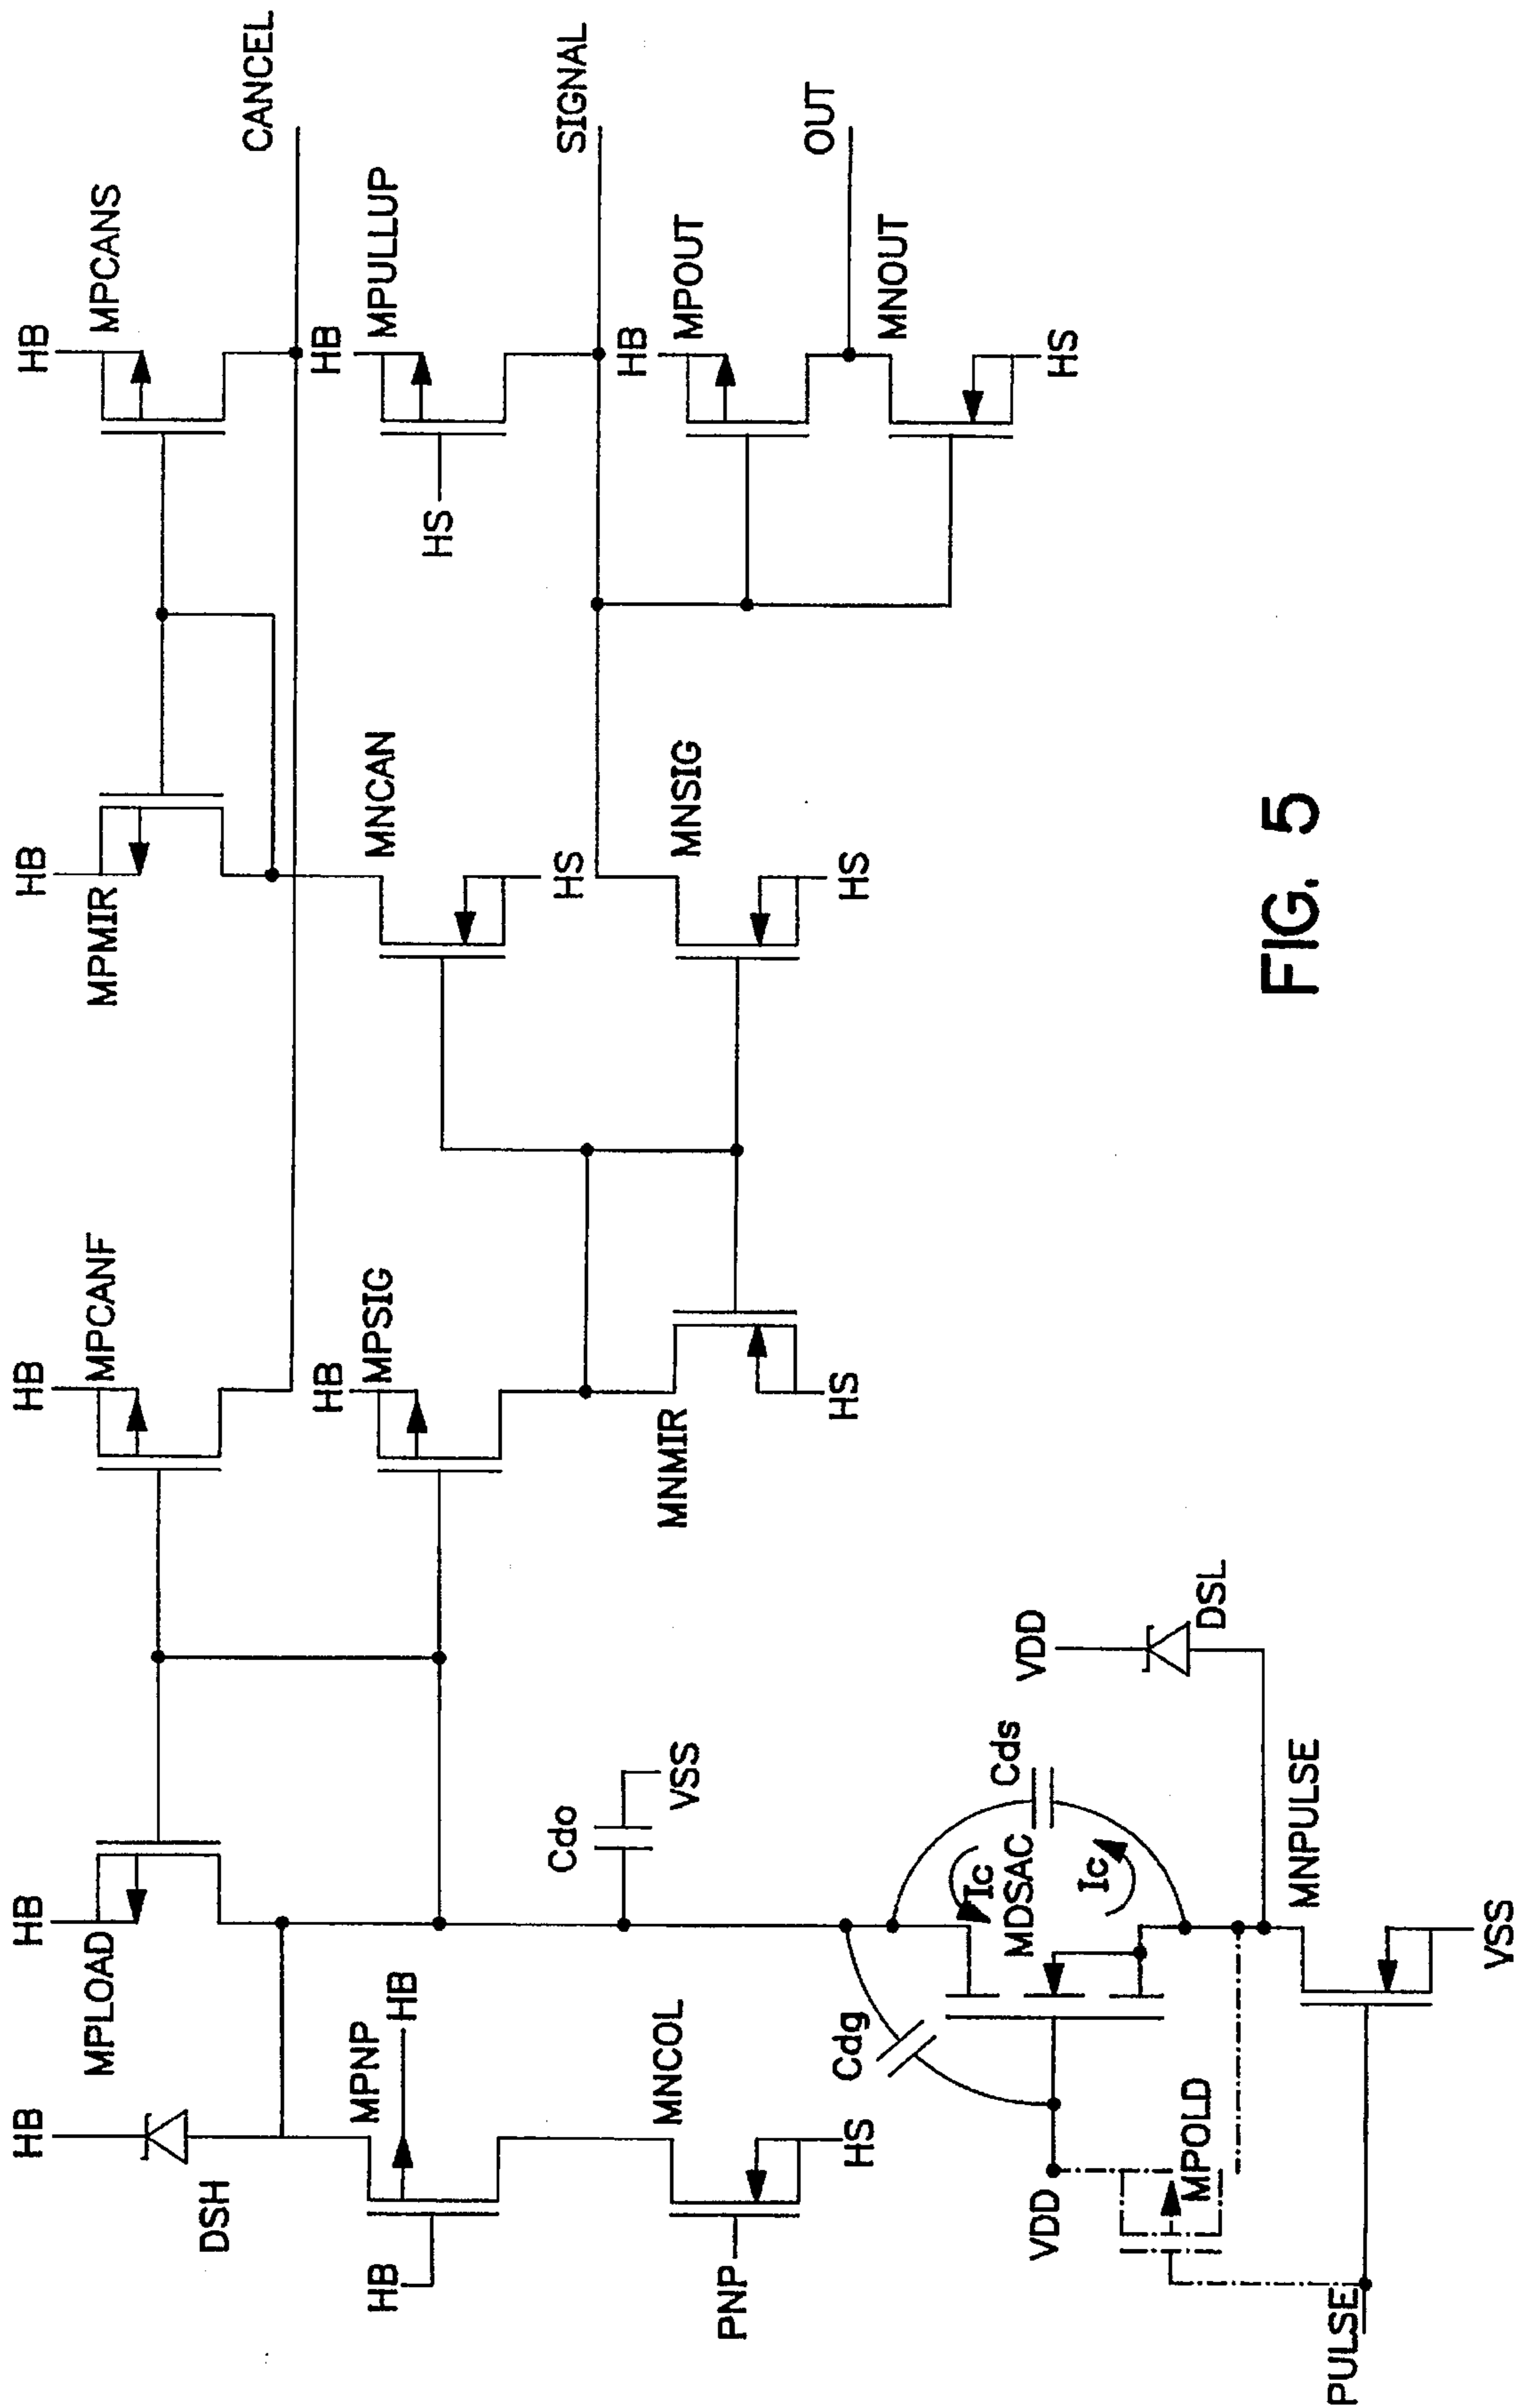 HB
HB
HB
HB
HB
DSH
MPLOAD
MPCANF
MPMIR
MPCANS
CANCEL
MPNP
HB
HB
HB
MPSIG
MNCAN
HS
HB
MPULLUP
HS
SIGNAL
PNP
MNCOL
HS
Cdo
VSS
MNMIR
HS
MNSIG
HS
HB
MPOUT
OUT
MNOUT
HS
Cdg
Cds
Ic
MDSAC
Ic
VDD
MPOLD
VDD
DSL
PULSE
MNPULSE
VSS
FIG. 5